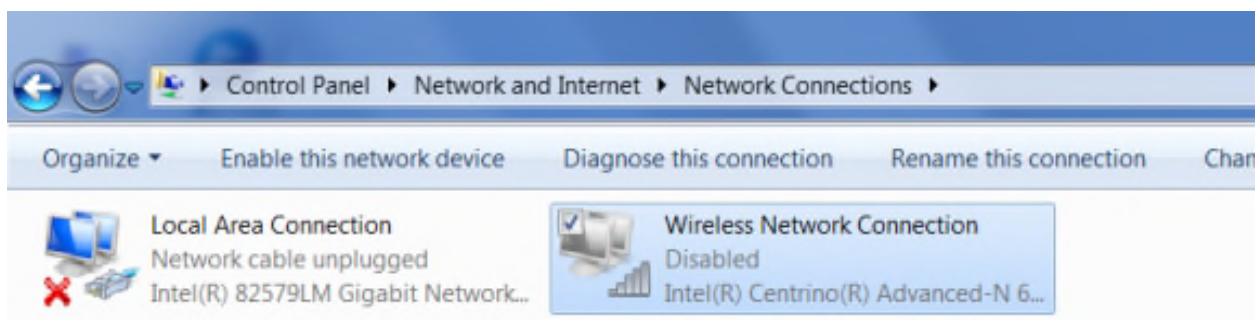 Control Panel ▸ Network and Internet ▸ Network Connections ▸
Organize ▾ Enable this network device Diagnose this connection Rename this connection Chan
Local Area Connection
Network cable unplugged
Intel(R) 82579LM Gigabit Network...
Wireless Network Connection
Disabled
Intel(R) Centrino(R) Advanced-N 6...